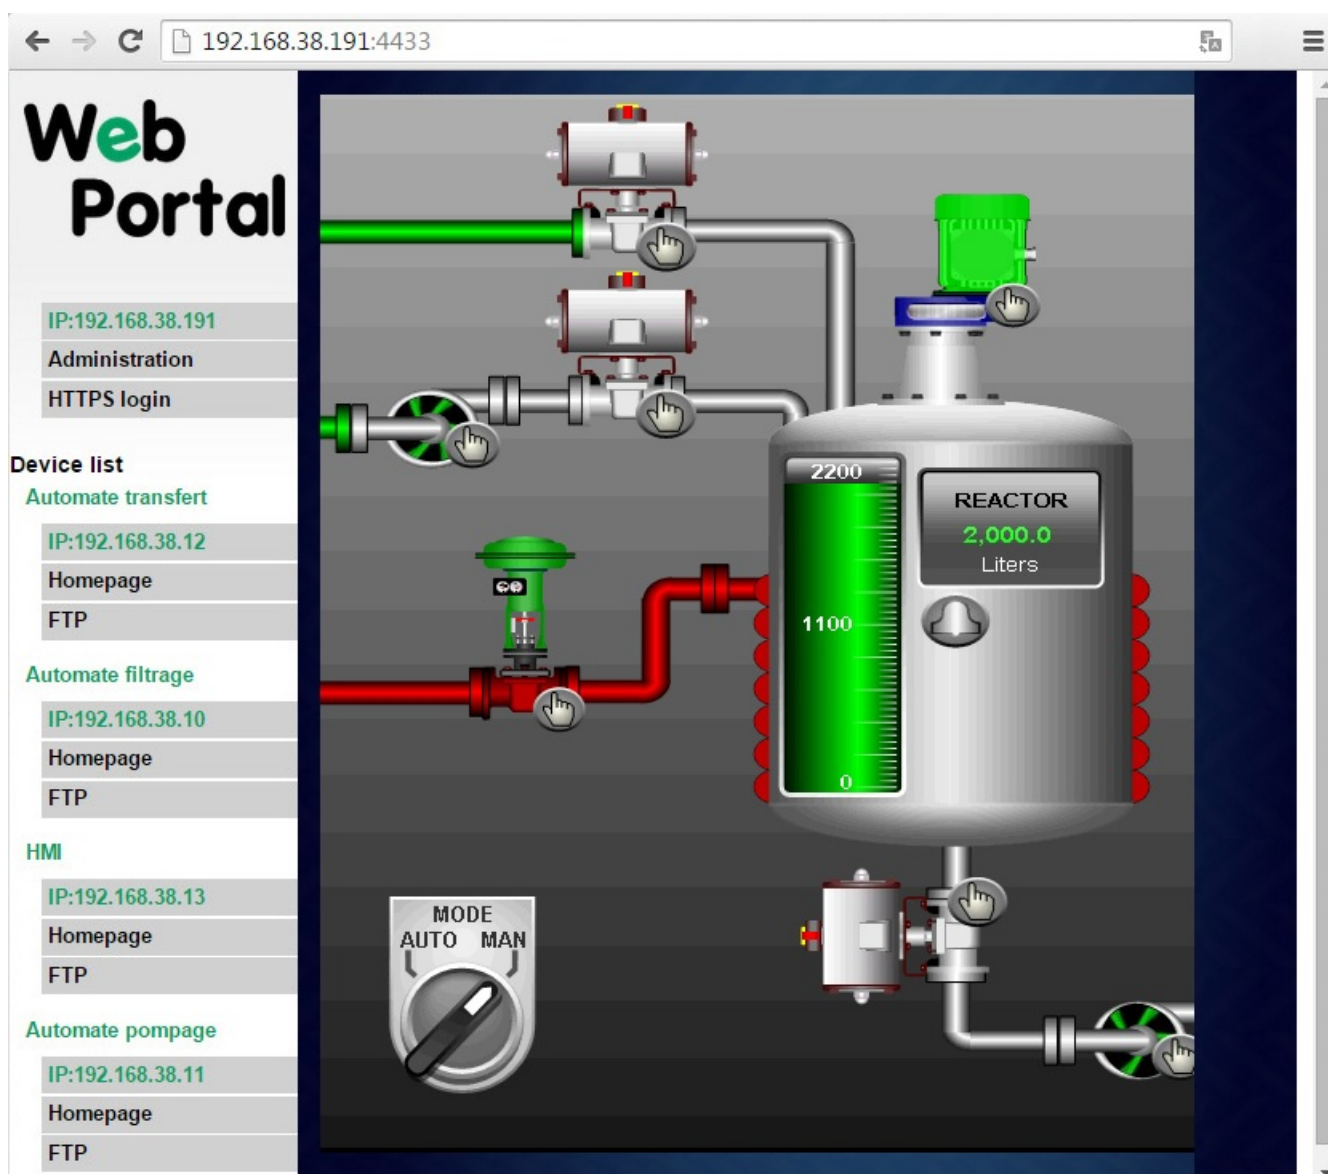 192.168.38.191:4433
Web
Portal
IP:192.168.38.191
Administration
HTTPS login
Device list
Automate transfert
IP:192.168.38.12
Homepage
FTP
Automate filtrage
IP:192.168.38.10
Homepage
FTP
HMI
IP:192.168.38.13
Homepage
FTP
Automate pompage
IP:192.168.38.11
Homepage
FTP
2200
1100
0
REACTOR
2,000.0
Liters
MODE
AUTO MAN